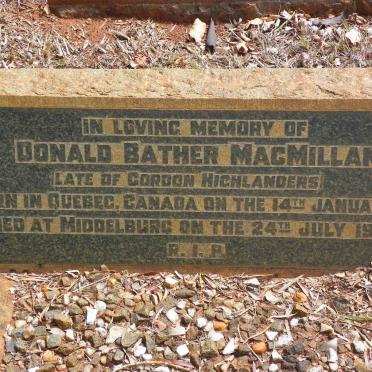 IN LOVING MEMORY OF
DONALD BATHER MACMILLAN
(LATE OF GORDON HIGHLANDERS)
IN QUEBEC, CANADA ON THE 14TH
AT MIDDELBURG ON THE 24TH JULY
R.I.P.